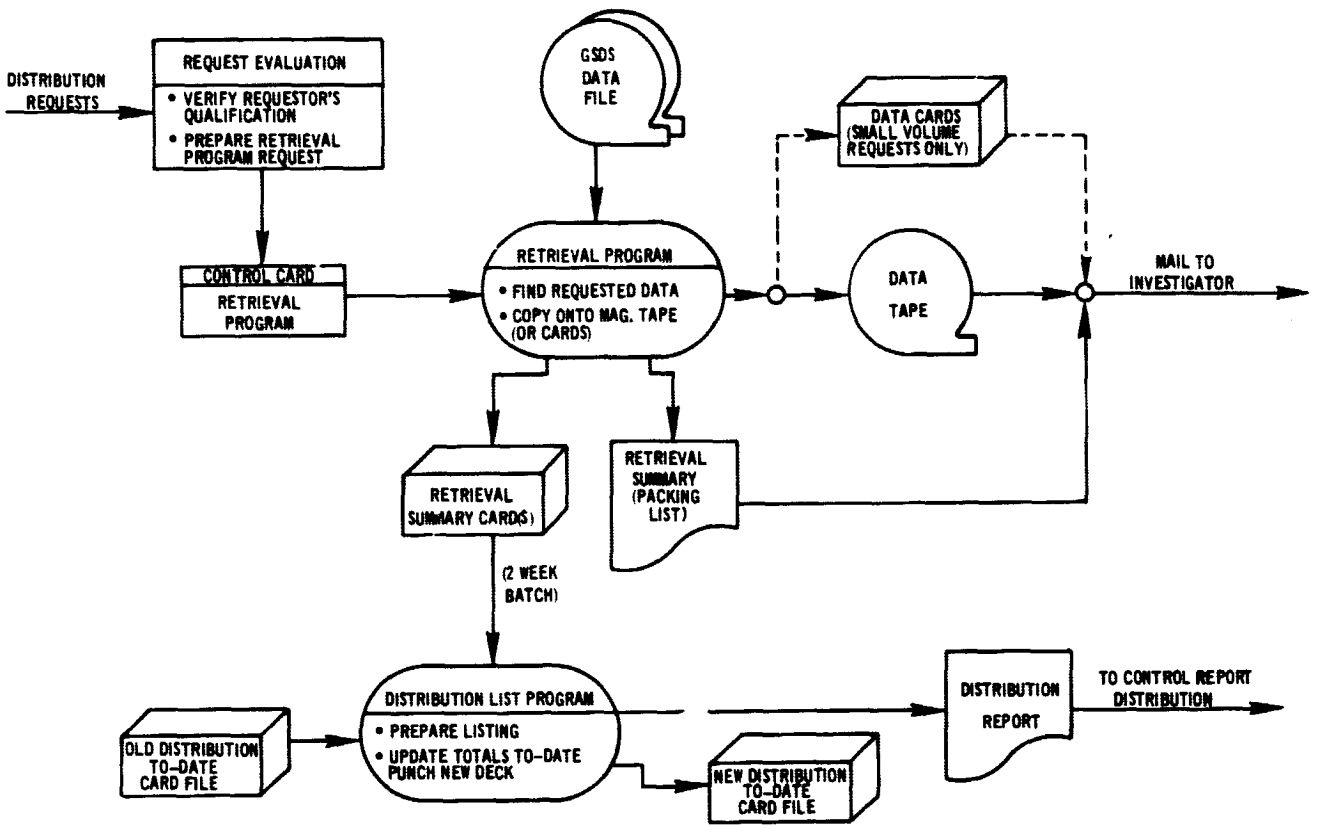 DISTRIBUTION
REQUESTS
REQUEST EVALUATION
• VERIFY REQUESTOR'S
QUALIFICATION
• PREPARE RETRIEVAL
PROGRAM REQUEST
GSDS
DATA
FILE
DATA CARDS
(SMALL VOLUME
REQUESTS ONLY)
CONTROL CARD
RETRIEVAL
PROGRAM
RETRIEVAL PROGRAM
• FIND REQUESTED DATA
• COPY ONTO MAG. TAPE
(OR CARDS)
DATA
TAPE
MAIL TO
INVESTIGATOR
RETRIEVAL
SUMMARY CARD(S)
RETRIEVAL
SUMMARY
(PACKING
LIST)
(2 WEEK
BATCH)
OLD DISTRIBUTION
TO-DATE
CARD FILE
DISTRIBUTION LIST PROGRAM
• PREPARE LISTING
• UPDATE TOTALS TO-DATE
PUNCH NEW DECK
NEW DISTRIBUTION
TO-DATE
CARD FILE
DISTRIBUTION
REPORT
TO CONTROL REPORT
DISTRIBUTION